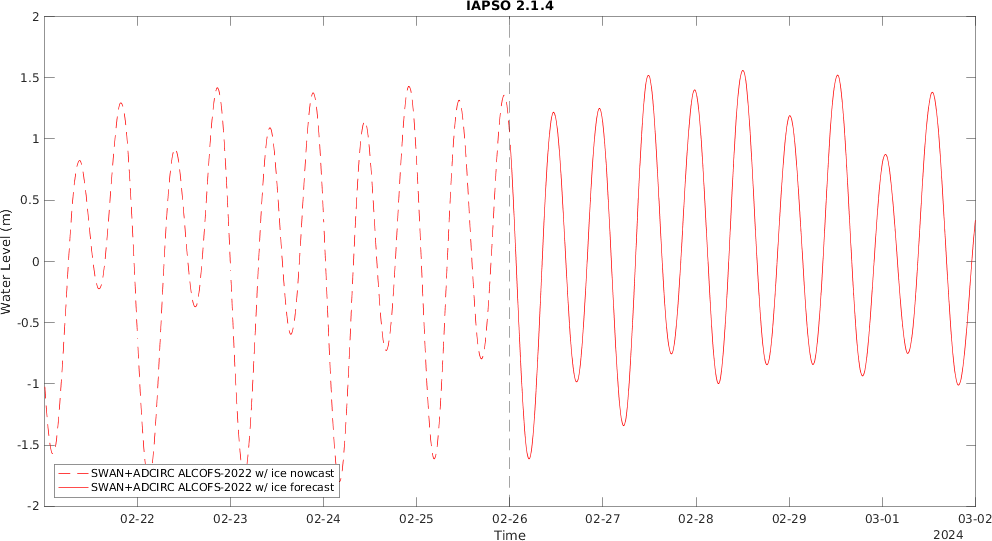 IAPSO 2.1.4
2
1.5
1
0.5
0
-0.5
-1
-1.5
-2
Water Level (m)
SWAN+ADCIRC ALCOFS-2022 w/ ice nowcast
SWAN+ADCIRC ALCOFS-2022 w/ ice forecast
02-22 02-23 02-24 02-25 02-26 02-27 02-28 02-29 03-01 03-02
Time
2024